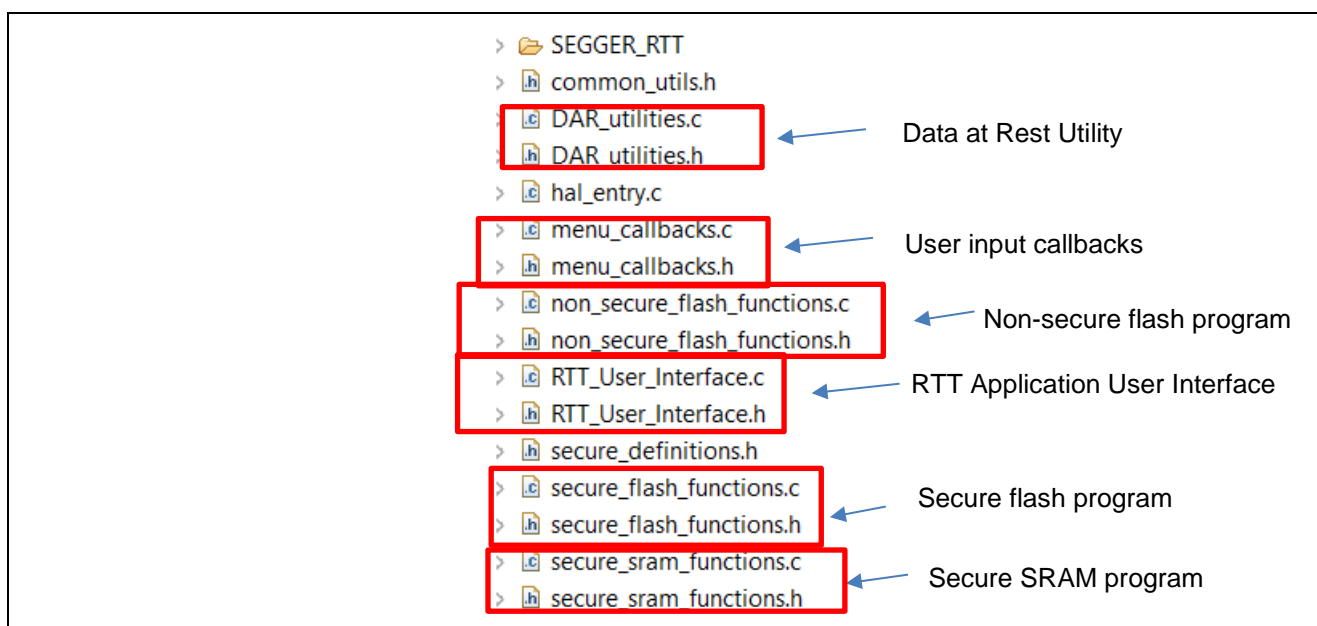 SEGGER_RTT
common_utils.h
DAR_utilities.c
DAR_utilities.h
Data at Rest Utility
hal_entry.c
menu_callbacks.c
menu_callbacks.h
User input callbacks
non_secure_flash_functions.c
non_secure_flash_functions.h
Non-secure flash program
RTT_User_Interface.c
RTT_User_Interface.h
RTT Application User Interface
secure_definitions.h
secure_flash_functions.c
secure_flash_functions.h
Secure flash program
secure_sram_functions.c
secure_sram_functions.h
Secure SRAM program